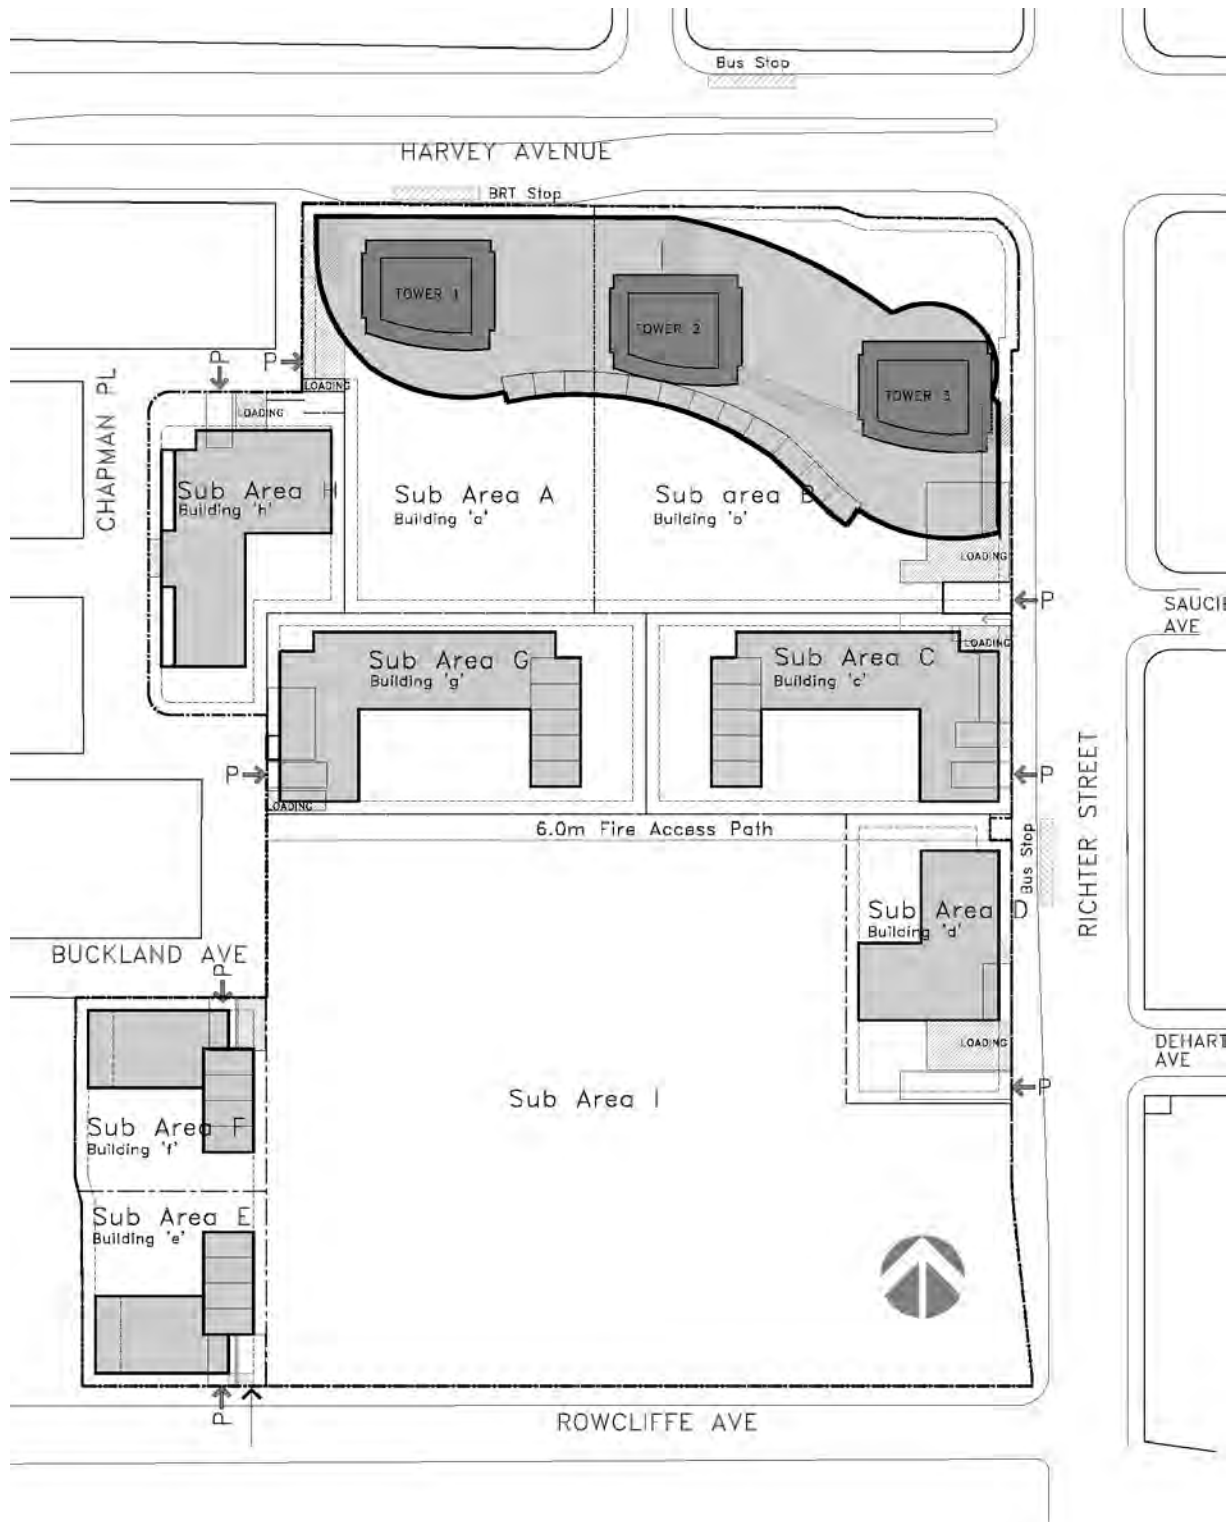 Bus Stop
HARVEY AVENUE
BRT Stop
TOWER 1
TOWER 2
TOWER 3
P
P
LOADING
LOADING
CHAPMAN PL
Sub Area H
Building 'h'
Sub Area A
Building 'a'
Sub area B
Building 'b'
LOADING
P
SAUCIE
AVE
LOADING
Sub Area G
Building 'g'
Sub Area C
Building 'c'
P
P
LOADING
6.0m Fire Access Path
Bus Stop
RICHTER STREET
Sub Area D
Building 'd'
BUCKLAND AVE
P
LOADING
DEHART
AVE
P
Sub Area I
Sub Area F
Building 'f'
Sub Area E
Building 'e'
P
ROWCLIFFE AVE